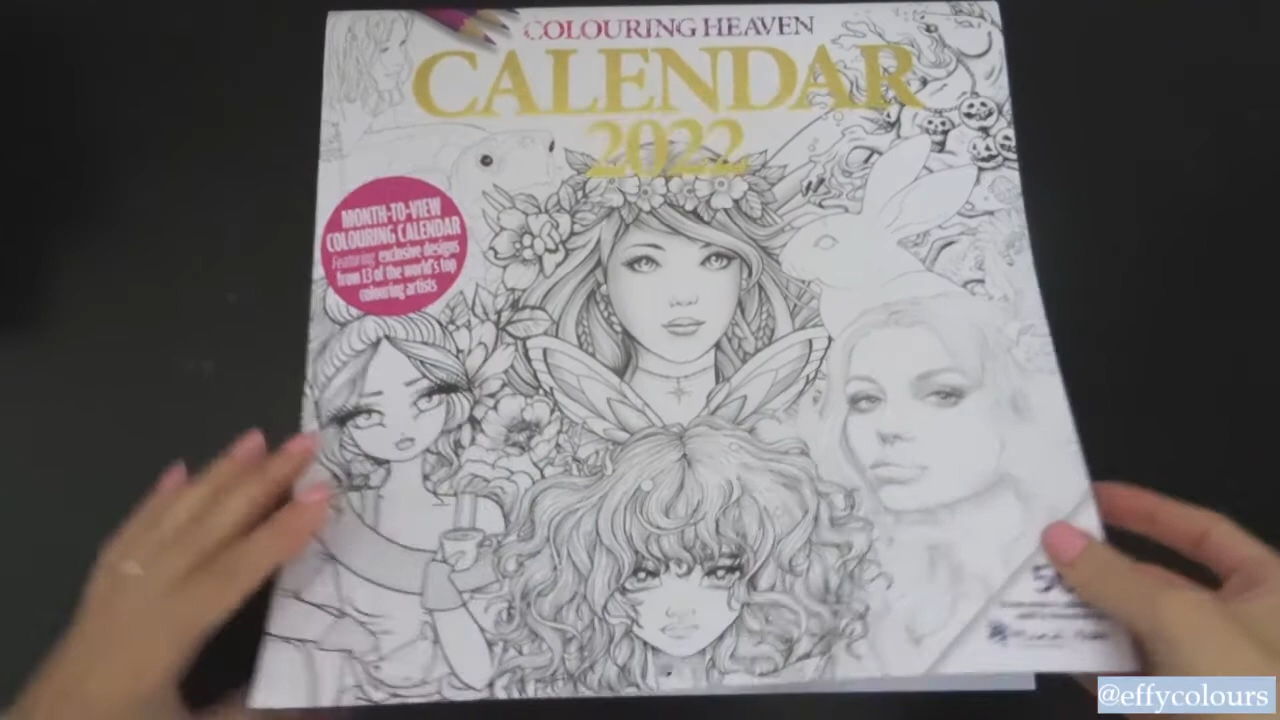 COLOURING HEAVEN
CALENDAR
2022
MONTH-TO-VIEW
COLOURING CALENDAR
Featuring exclusive designs
from 13 of the world's top
colouring artists
@effycolours